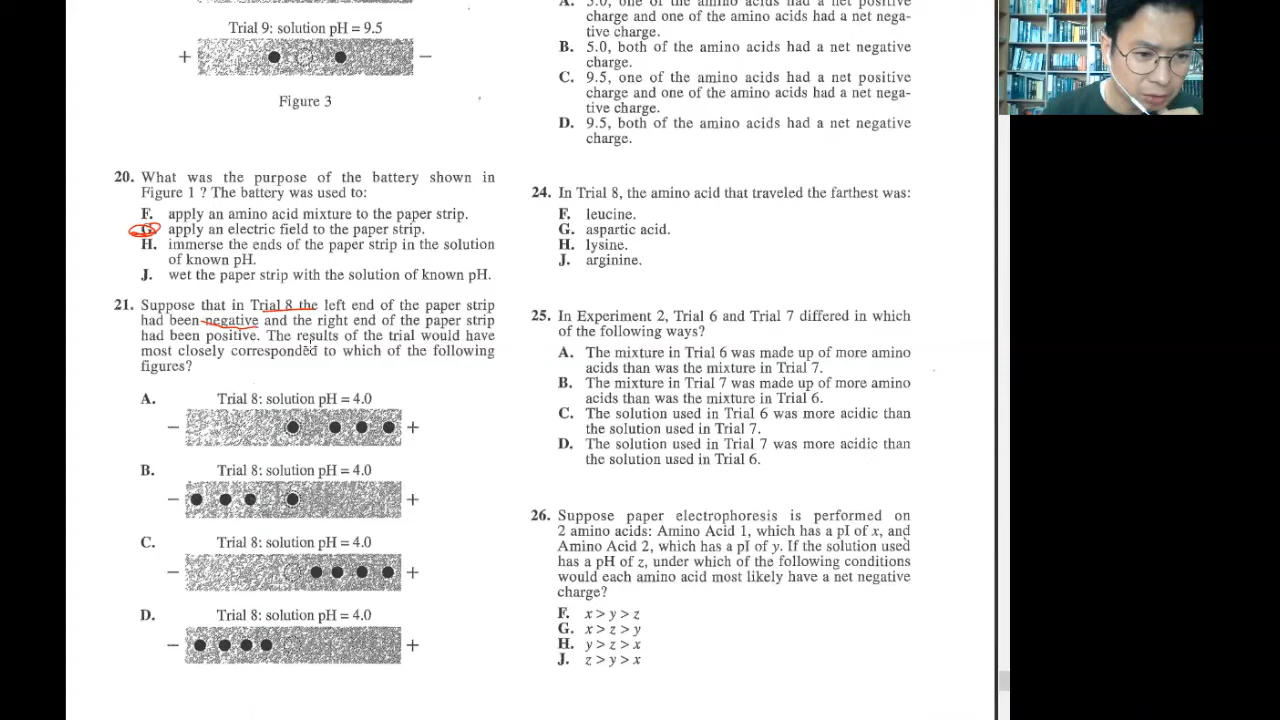 Trial 9: solution pH = 9.5
+ −
Figure 3
20. What was the purpose of the battery shown in
Figure 1 ? The battery was used to:
F. apply an amino acid mixture to the paper strip.
G. apply an electric field to the paper strip.
H. immerse the ends of the paper strip in the solution
of known pH.
J. wet the paper strip with the solution of known pH.
21. Suppose that in Trial 8 the left end of the paper strip
had been negative and the right end of the paper strip
had been positive. The results of the trial would have
most closely corresponded to which of the following
figures?
A. Trial 8: solution pH = 4.0
− +
B. Trial 8: solution pH = 4.0
− +
C. Trial 8: solution pH = 4.0
− +
D. Trial 8: solution pH = 4.0
− +
A. 5.0, one of the amino acids had a net positive
charge and one of the amino acids had a net nega-
tive charge.
B. 5.0, both of the amino acids had a net negative
charge.
C. 9.5, one of the amino acids had a net positive
charge and one of the amino acids had a net nega-
tive charge.
D. 9.5, both of the amino acids had a net negative
charge.
24. In Trial 8, the amino acid that traveled the farthest was:
F. leucine.
G. aspartic acid.
H. lysine.
J. arginine.
25. In Experiment 2, Trial 6 and Trial 7 differed in which
of the following ways?
A. The mixture in Trial 6 was made up of more amino
acids than was the mixture in Trial 7.
B. The mixture in Trial 7 was made up of more amino
acids than was the mixture in Trial 6.
C. The solution used in Trial 6 was more acidic than
the solution used in Trial 7.
D. The solution used in Trial 7 was more acidic than
the solution used in Trial 6.
26. Suppose paper electrophoresis is performed on
2 amino acids: Amino Acid 1, which has a pI of x, and
Amino Acid 2, which has a pI of y. If the solution used
has a pH of z, under which of the following conditions
would each amino acid most likely have a net negative
charge?
F. x > y > z
G. x > z > y
H. y > z > x
J. z > y > x